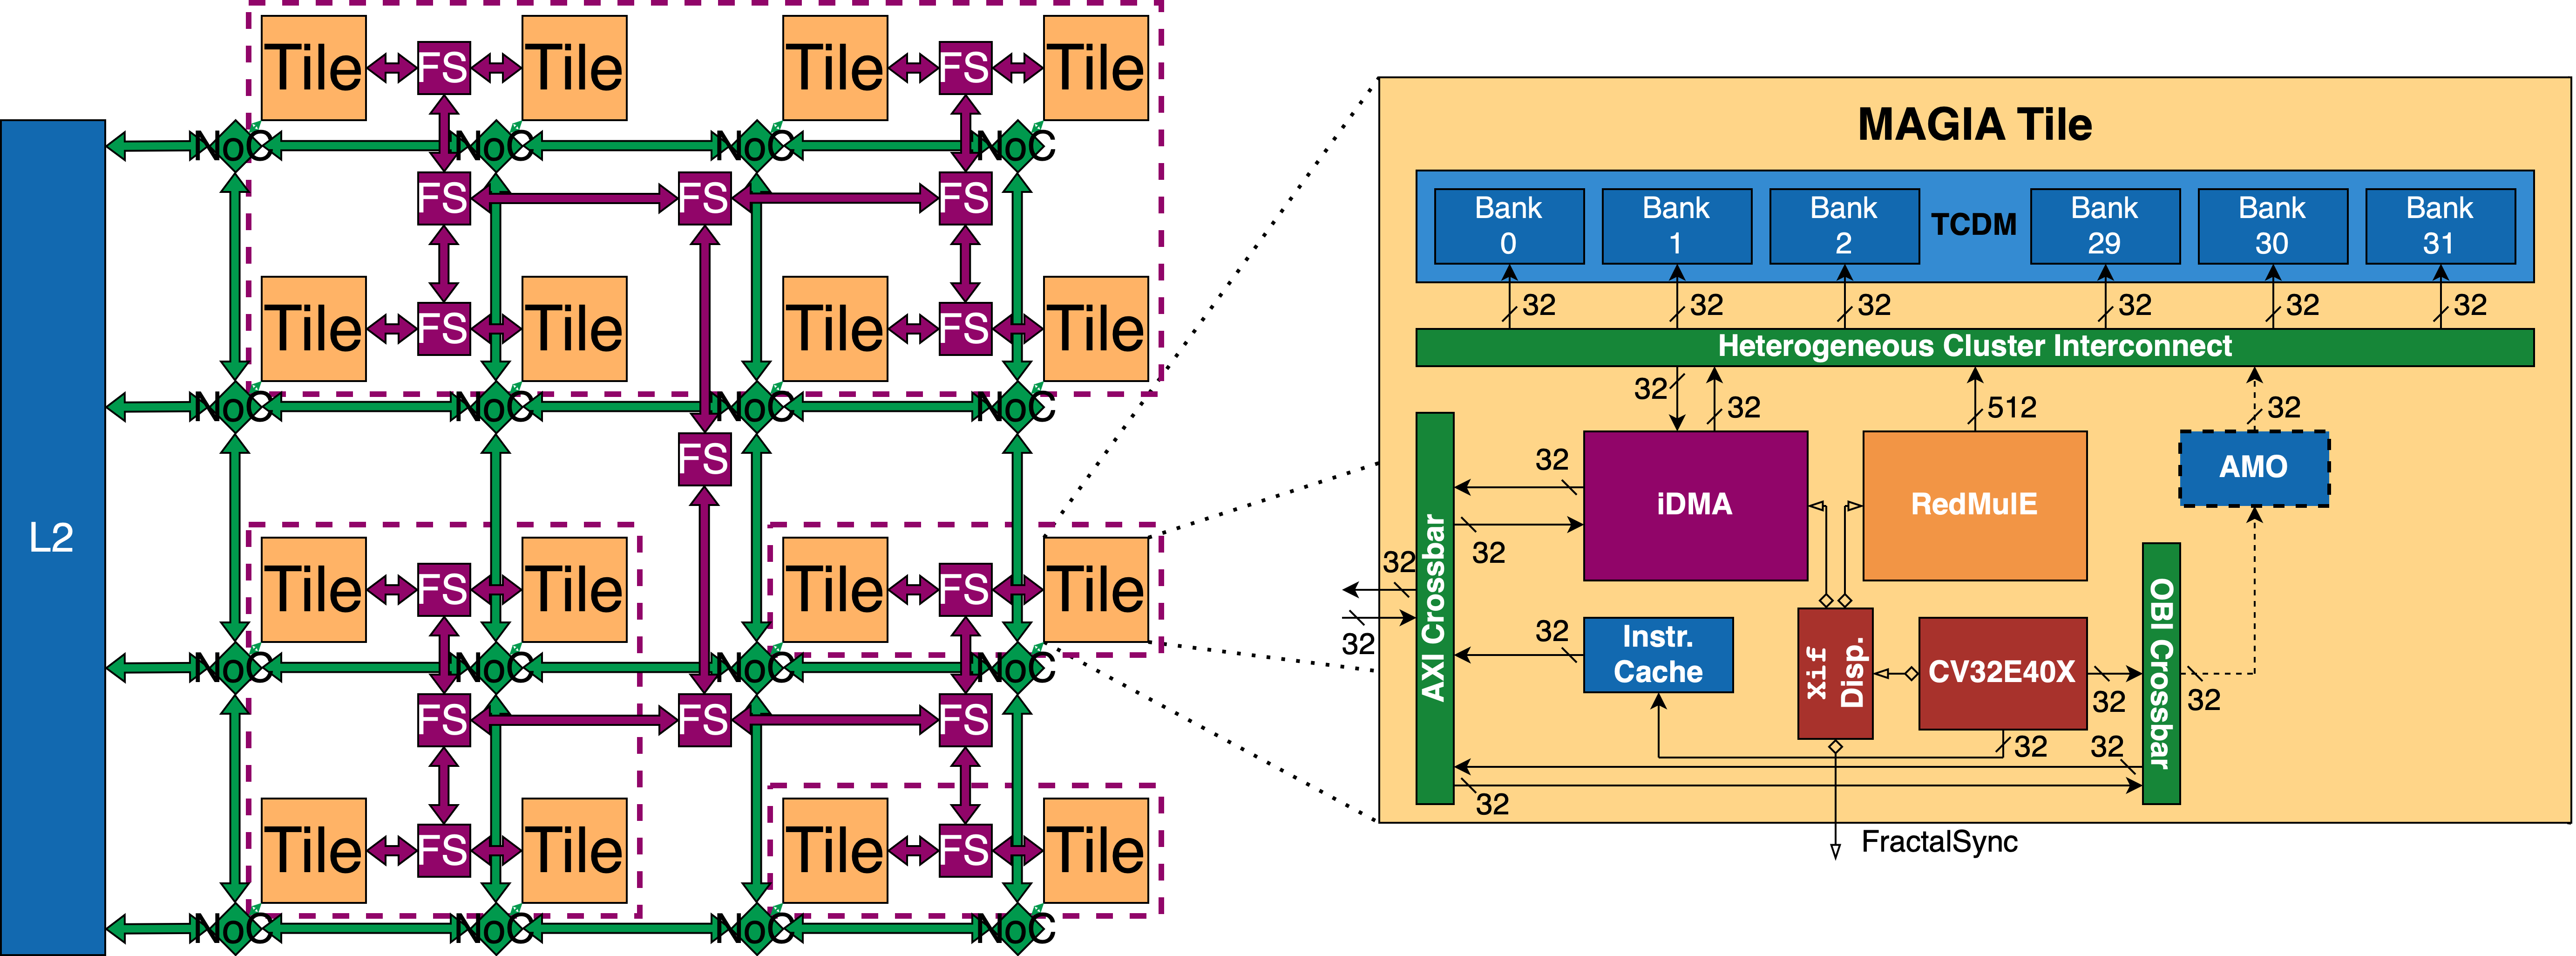 Tile FS Tile Tile FS Tile
NoC NoC NoC NoC
FS FS FS
Tile FS Tile Tile FS Tile
NoC NoC NoC NoC
FS
L2
Tile FS Tile Tile FS Tile
NoC NoC NoC NoC
FS FS FS
Tile FS Tile Tile FS Tile
NoC NoC NoC NoC
MAGIA Tile
Bank
0
Bank
1
Bank
2
TCDM
Bank
29
Bank
30
Bank
31
32 32 32 32 32 32
Heterogeneous Cluster Interconnect
32 32 512 32
iDMA
RedMulE
AMO
32
32
32
32
AXI Crossbar
32
Instr.
Cache
Xif
Disp.
CV32E40X
32
OBI Crossbar
32
32
32
32
FractalSync